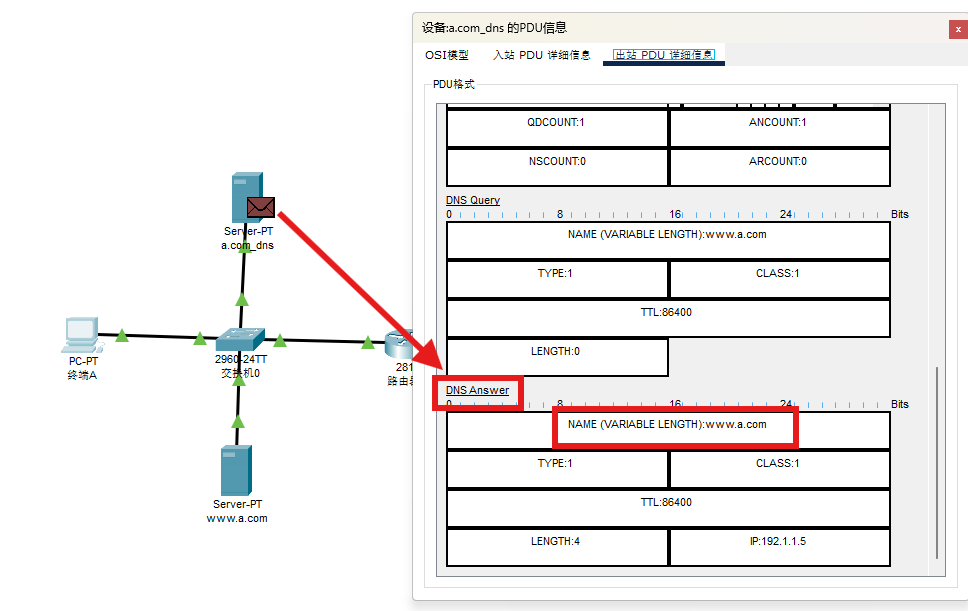 设备:a.com_dns 的PDU信息
x
OSI模型 入站 PDU 详细信息 出站 PDU 详细信息
PDU格式
QDCOUNT:1 ANCOUNT:1
NSCOUNT:0 ARCOUNT:0
DNS Query
0 8 16 24 Bits
NAME (VARIABLE LENGTH):www.a.com
TYPE:1 CLASS:1
TTL:86400
LENGTH:0
DNS Answer
0 8 16 24 Bits
NAME (VARIABLE LENGTH):www.a.com
TYPE:1 CLASS:1
TTL:86400
LENGTH:4 IP:192.1.1.5
Server-PT
a.com_dns
PC-PT
终端A
2960-24TT
交换机0
281
路由
Server-PT
www.a.com